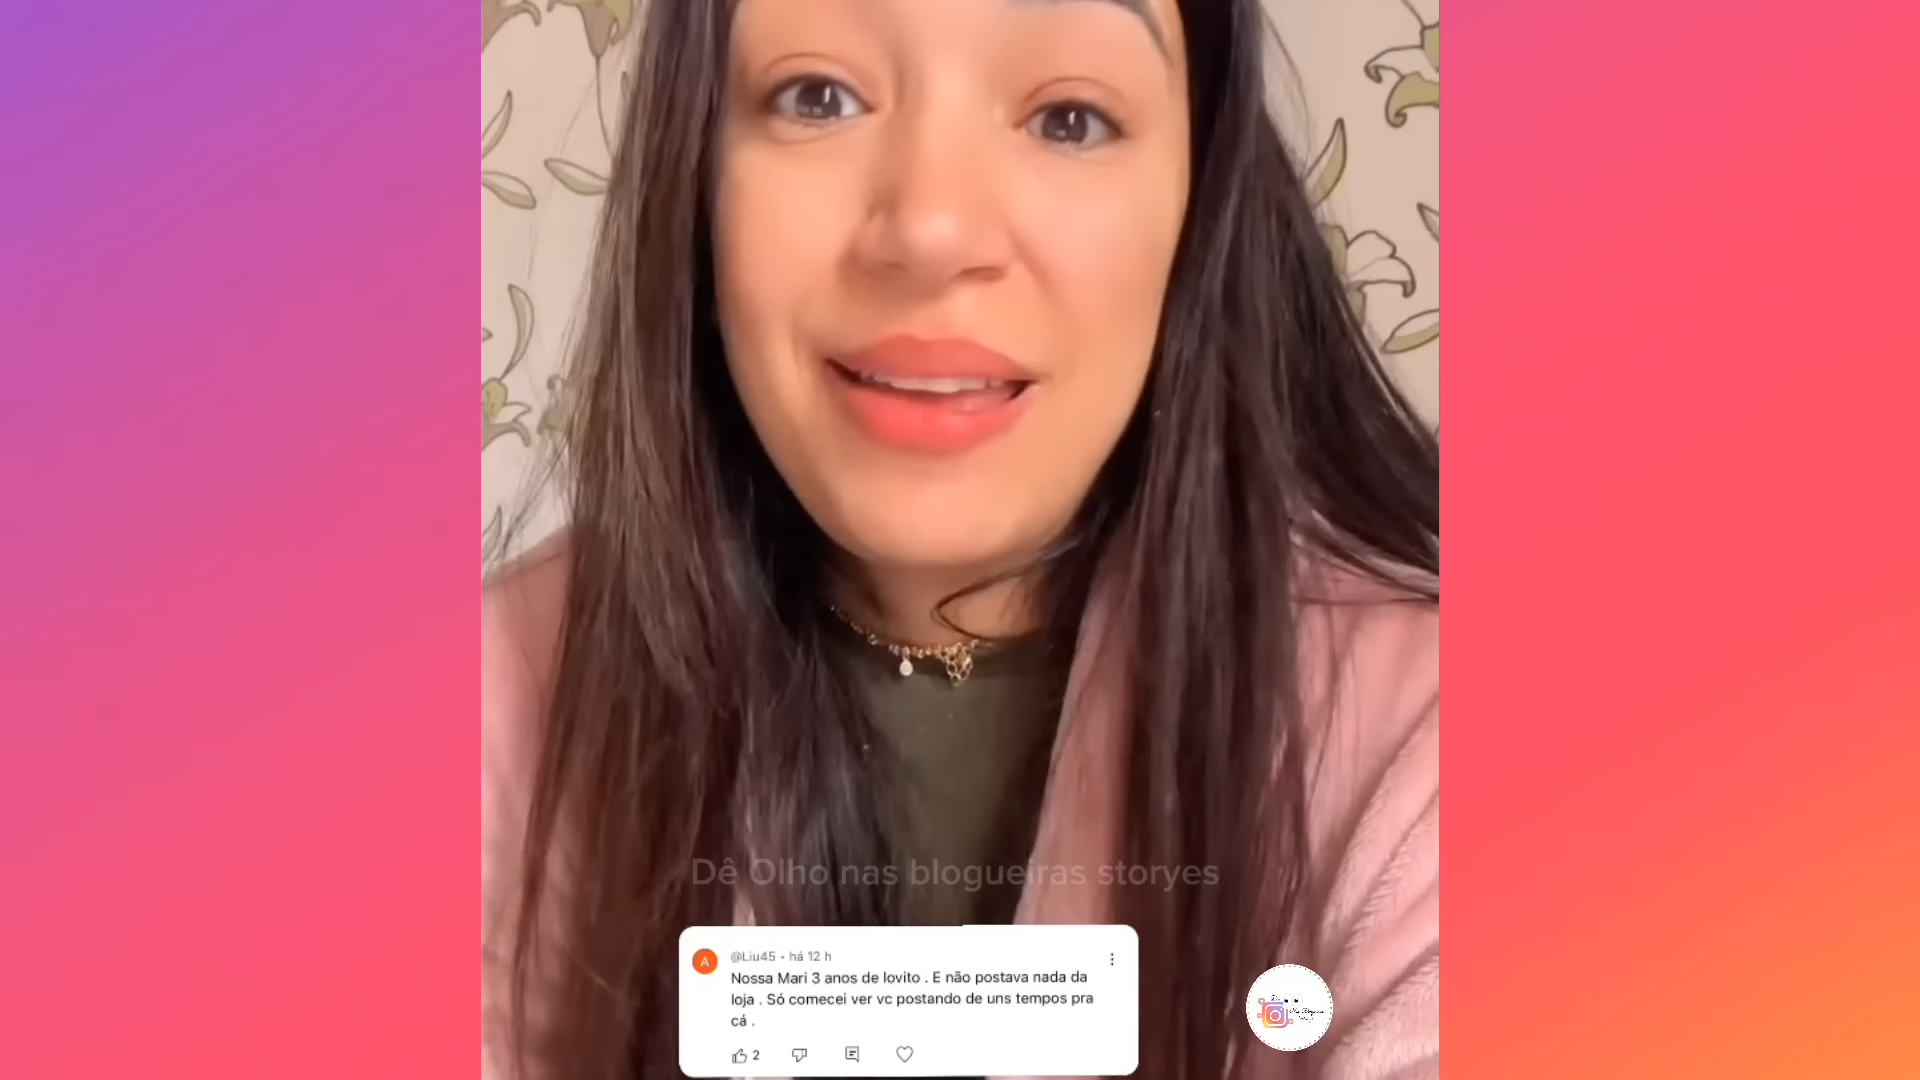 Dê Olho nas blogueiras storyes
A
@Liu45 • há 12 h
Nossa Mari 3 anos de lovito . E não postava nada da
loja . Só comecei ver vc postando de uns tempos pra
cá .
2